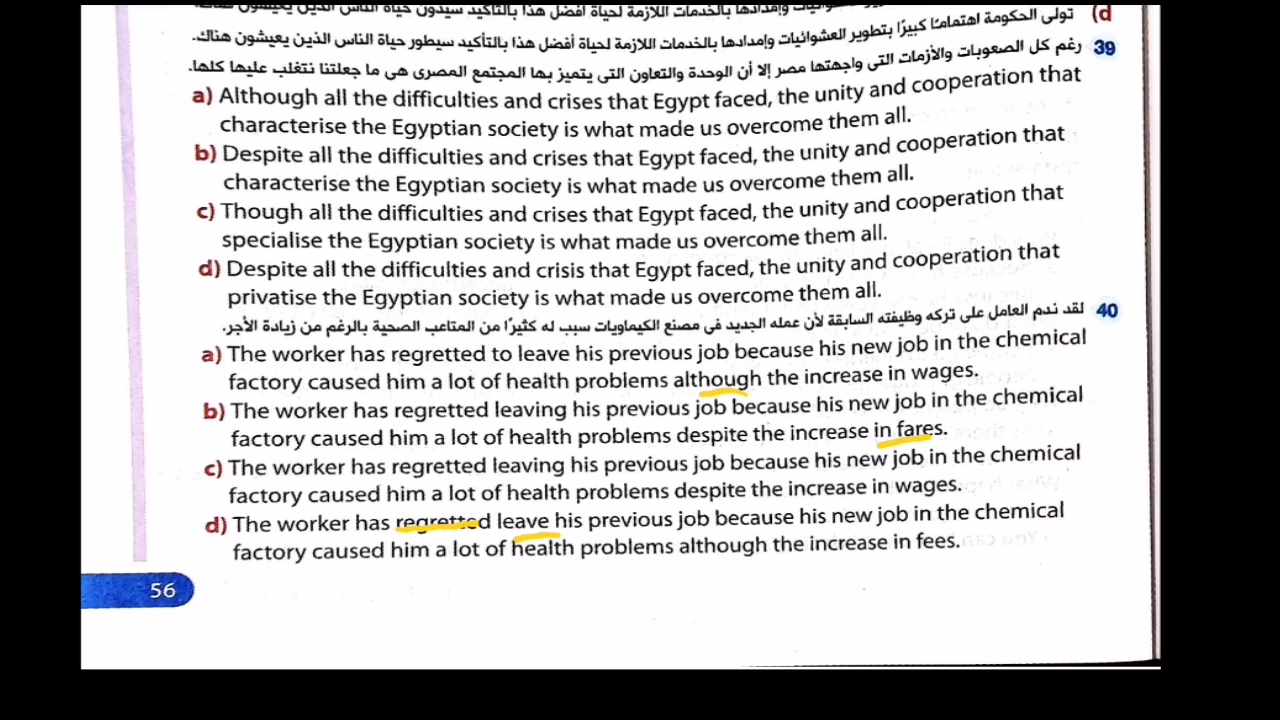 d) تولى الحكومة اهتمامًا كبيرًا بتطوير العشوائيات وإمدادها بالخدمات اللازمة لحياة أفضل هذا بالتأكيد سيطور حياة الناس الذين يعيشون هناك.
39 رغم كل الصعوبات والأزمات التى واجهتها مصر إلا أن الوحدة والتعاون التى يتميز بها المجتمع المصرى هى ما جعلتنا نتغلب عليها كلها.
a) Although all the difficulties and crises that Egypt faced, the unity and cooperation that
characterise the Egyptian society is what made us overcome them all.
b) Despite all the difficulties and crises that Egypt faced, the unity and cooperation that
characterise the Egyptian society is what made us overcome them all.
c) Though all the difficulties and crises that Egypt faced, the unity and cooperation that
specialise the Egyptian society is what made us overcome them all.
d) Despite all the difficulties and crisis that Egypt faced, the unity and cooperation that
privatise the Egyptian society is what made us overcome them all.
40 لقد ندم العامل على تركه وظيفته السابقة لأن عمله الجديد فى مصنع الكيماويات سبب له كثيرًا من المتاعب الصحية بالرغم من زيادة الأجر.
a) The worker has regretted to leave his previous job because his new job in the chemical
factory caused him a lot of health problems although the increase in wages.
b) The worker has regretted leaving his previous job because his new job in the chemical
factory caused him a lot of health problems despite the increase in fares.
c) The worker has regretted leaving his previous job because his new job in the chemical
factory caused him a lot of health problems despite the increase in wages.
d) The worker has regretted leave his previous job because his new job in the chemical
factory caused him a lot of health problems although the increase in fees.
56